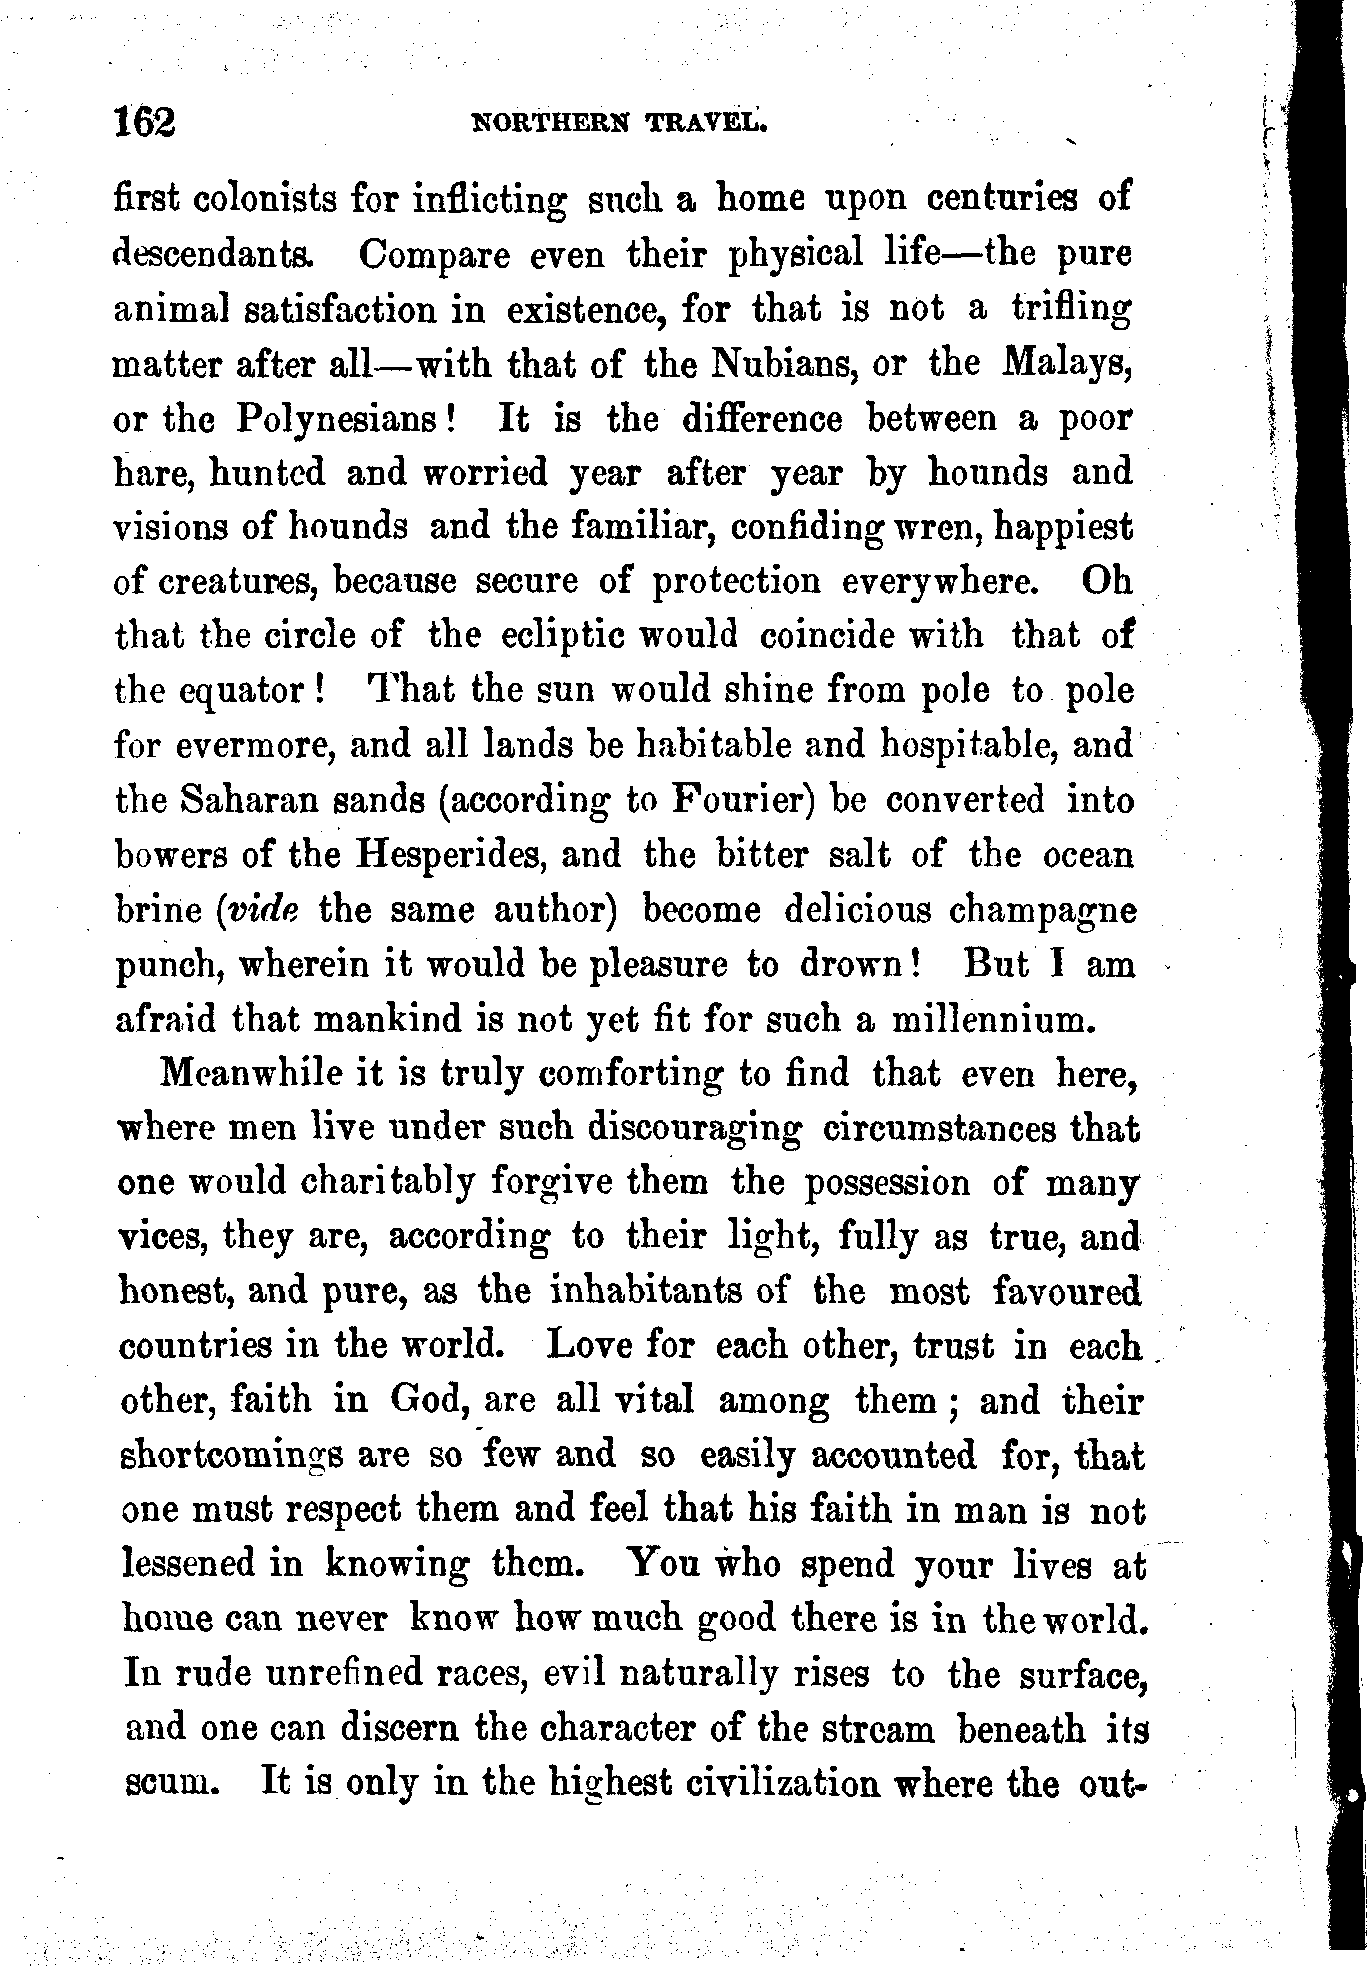 162 NORTHERN TRAVEL.
first colonists for inflicting such a home upon centuries of
descendants. Compare even their physical life—the pure
animal satisfaction in existence, for that is not a trifling
matter after all—with that of the Nubians, or the Malays,
or the Polynesians! It is the difference between a poor
hare, hunted and worried year after year by hounds and
visions of hounds and the familiar, confiding wren, happiest
of creatures, because secure of protection everywhere. Oh
that the circle of the ecliptic would coincide with that of
the equator! That the sun would shine from pole to pole
for evermore, and all lands be habitable and hospitable, and
the Saharan sands (according to Fourier) be converted into
bowers of the Hesperides, and the bitter salt of the ocean
brine (vide the same author) become delicious champagne
punch, wherein it would be pleasure to drown! But I am
afraid that mankind is not yet fit for such a millennium.
Meanwhile it is truly comforting to find that even here,
where men live under such discouraging circumstances that
one would charitably forgive them the possession of many
vices, they are, according to their light, fully as true, and
honest, and pure, as the inhabitants of the most favoured
countries in the world. Love for each other, trust in each
other, faith in God, are all vital among them; and their
shortcomings are so few and so easily accounted for, that
one must respect them and feel that his faith in man is not
lessened in knowing them. You who spend your lives at
home can never know how much good there is in the world.
In rude unrefined races, evil naturally rises to the surface,
and one can discern the character of the stream beneath its
scum. It is only in the highest civilization where the out-